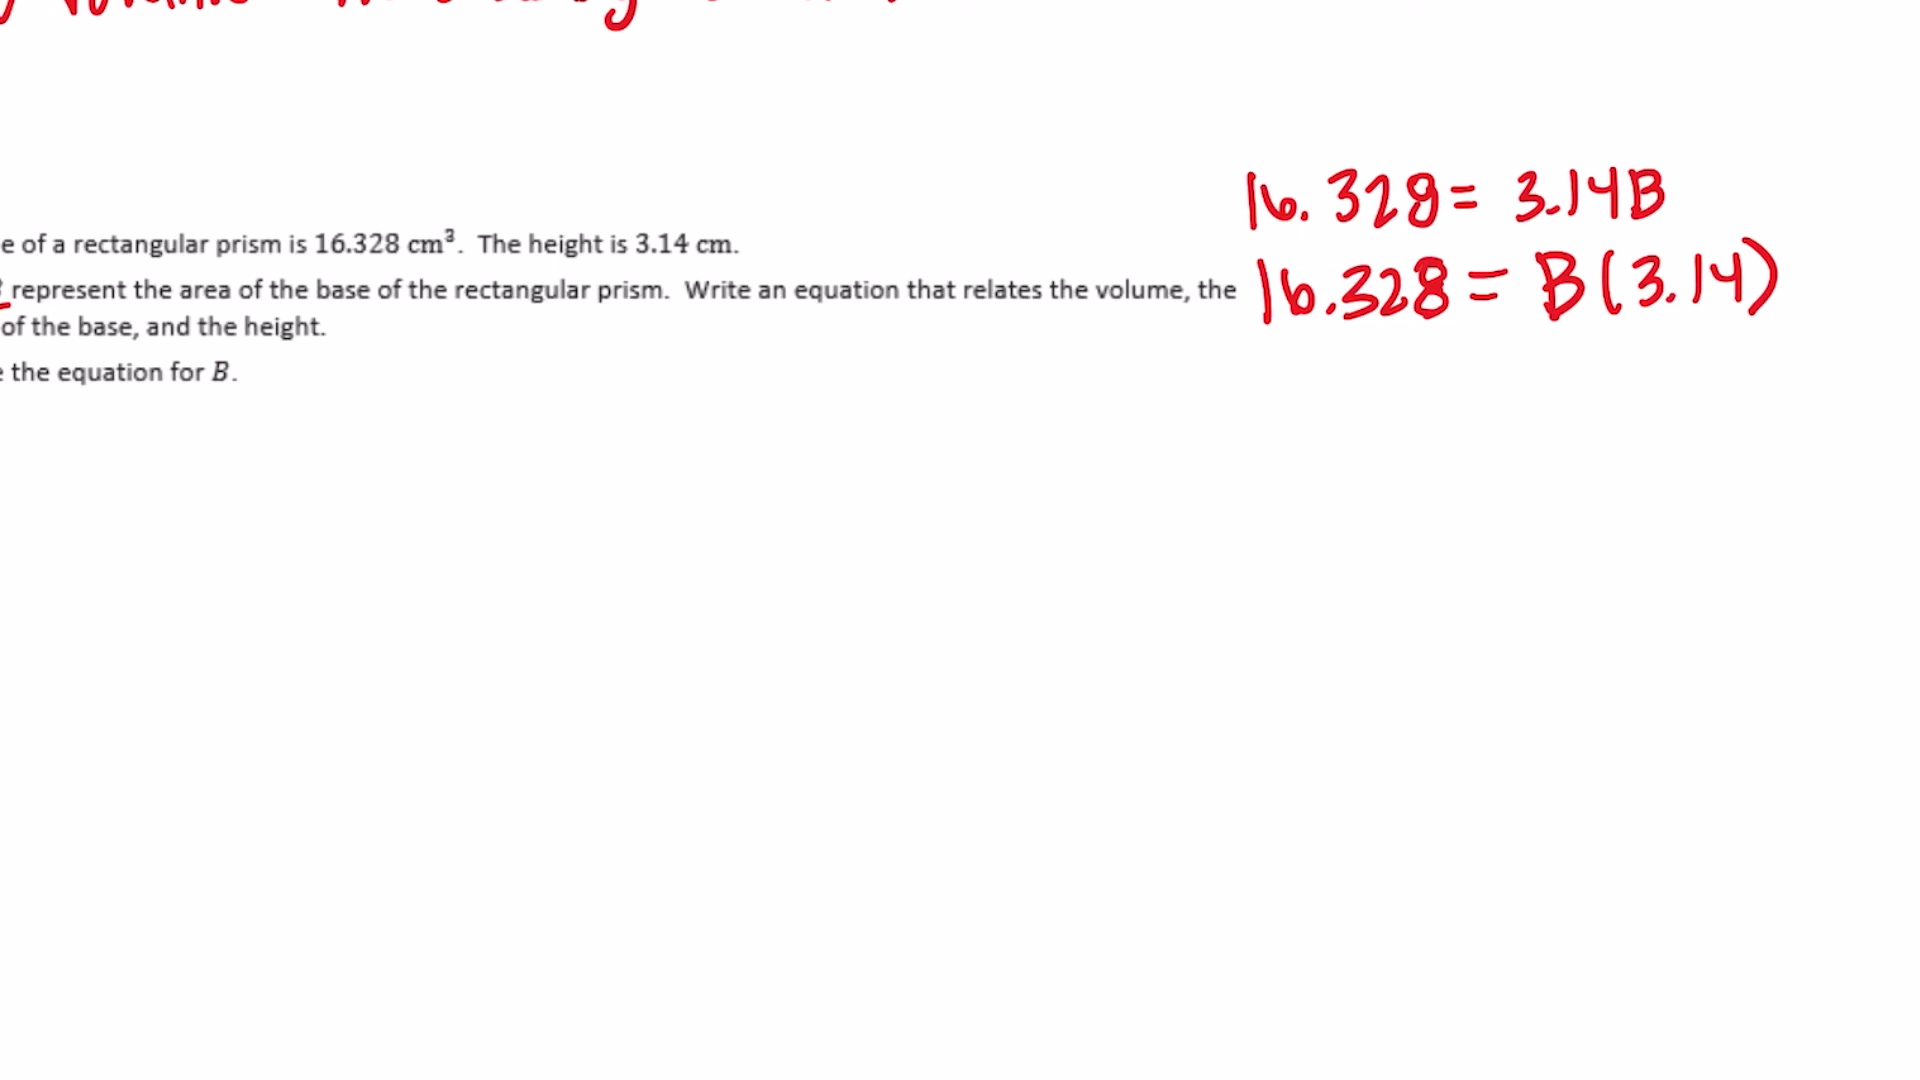 16.328 = 3.14B
e of a rectangular prism is 16.328 cm³. The height is 3.14 cm.
represent the area of the base of the rectangular prism. Write an equation that relates the volume, the
16.328 = B(3.14)
of the base, and the height.
the equation for B.